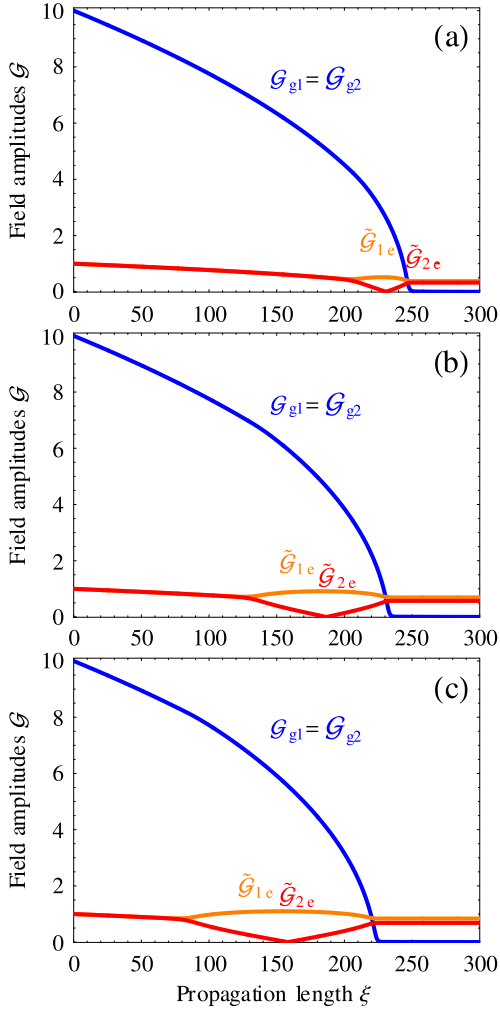 10
(a)
8
𝒢g1 = 𝒢g2
6
Field amplitudes 𝒢
4
2
𝒢̃1e 𝒢̃2e
0
0 50 100 150 200 250 300
10
(b)
8
𝒢g1 = 𝒢g2
6
Field amplitudes 𝒢
4
2
𝒢̃1e 𝒢̃2e
0
0 50 100 150 200 250 300
10
(c)
8
𝒢g1 = 𝒢g2
6
Field amplitudes 𝒢
4
2
𝒢̃1e 𝒢̃2e
0
0 50 100 150 200 250 300
Propagation length ξ